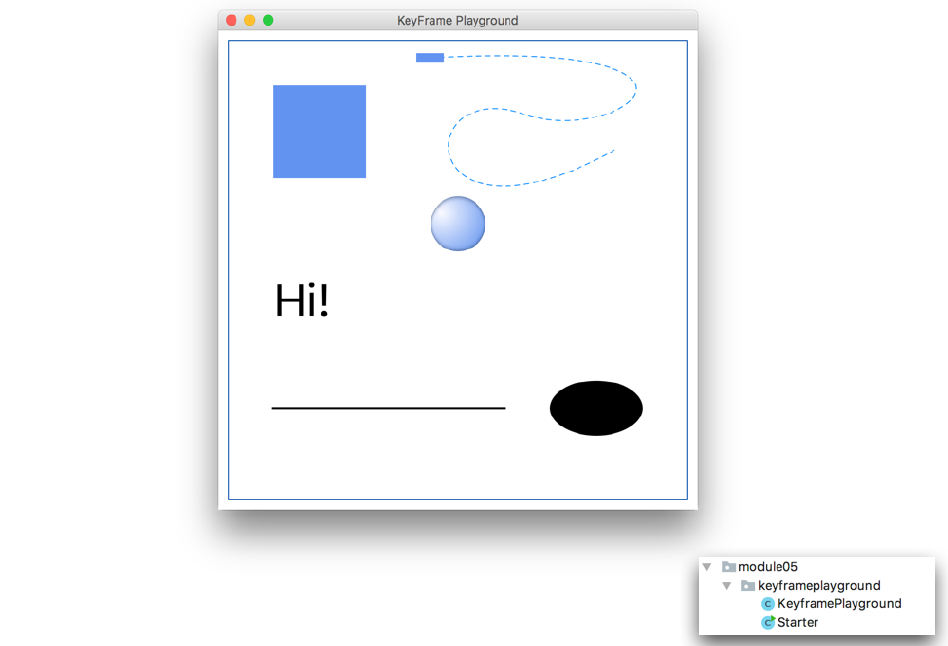 KeyFrame Playground
Hi!
module05
keyframeplayground
C KeyframePlayground
C Starter